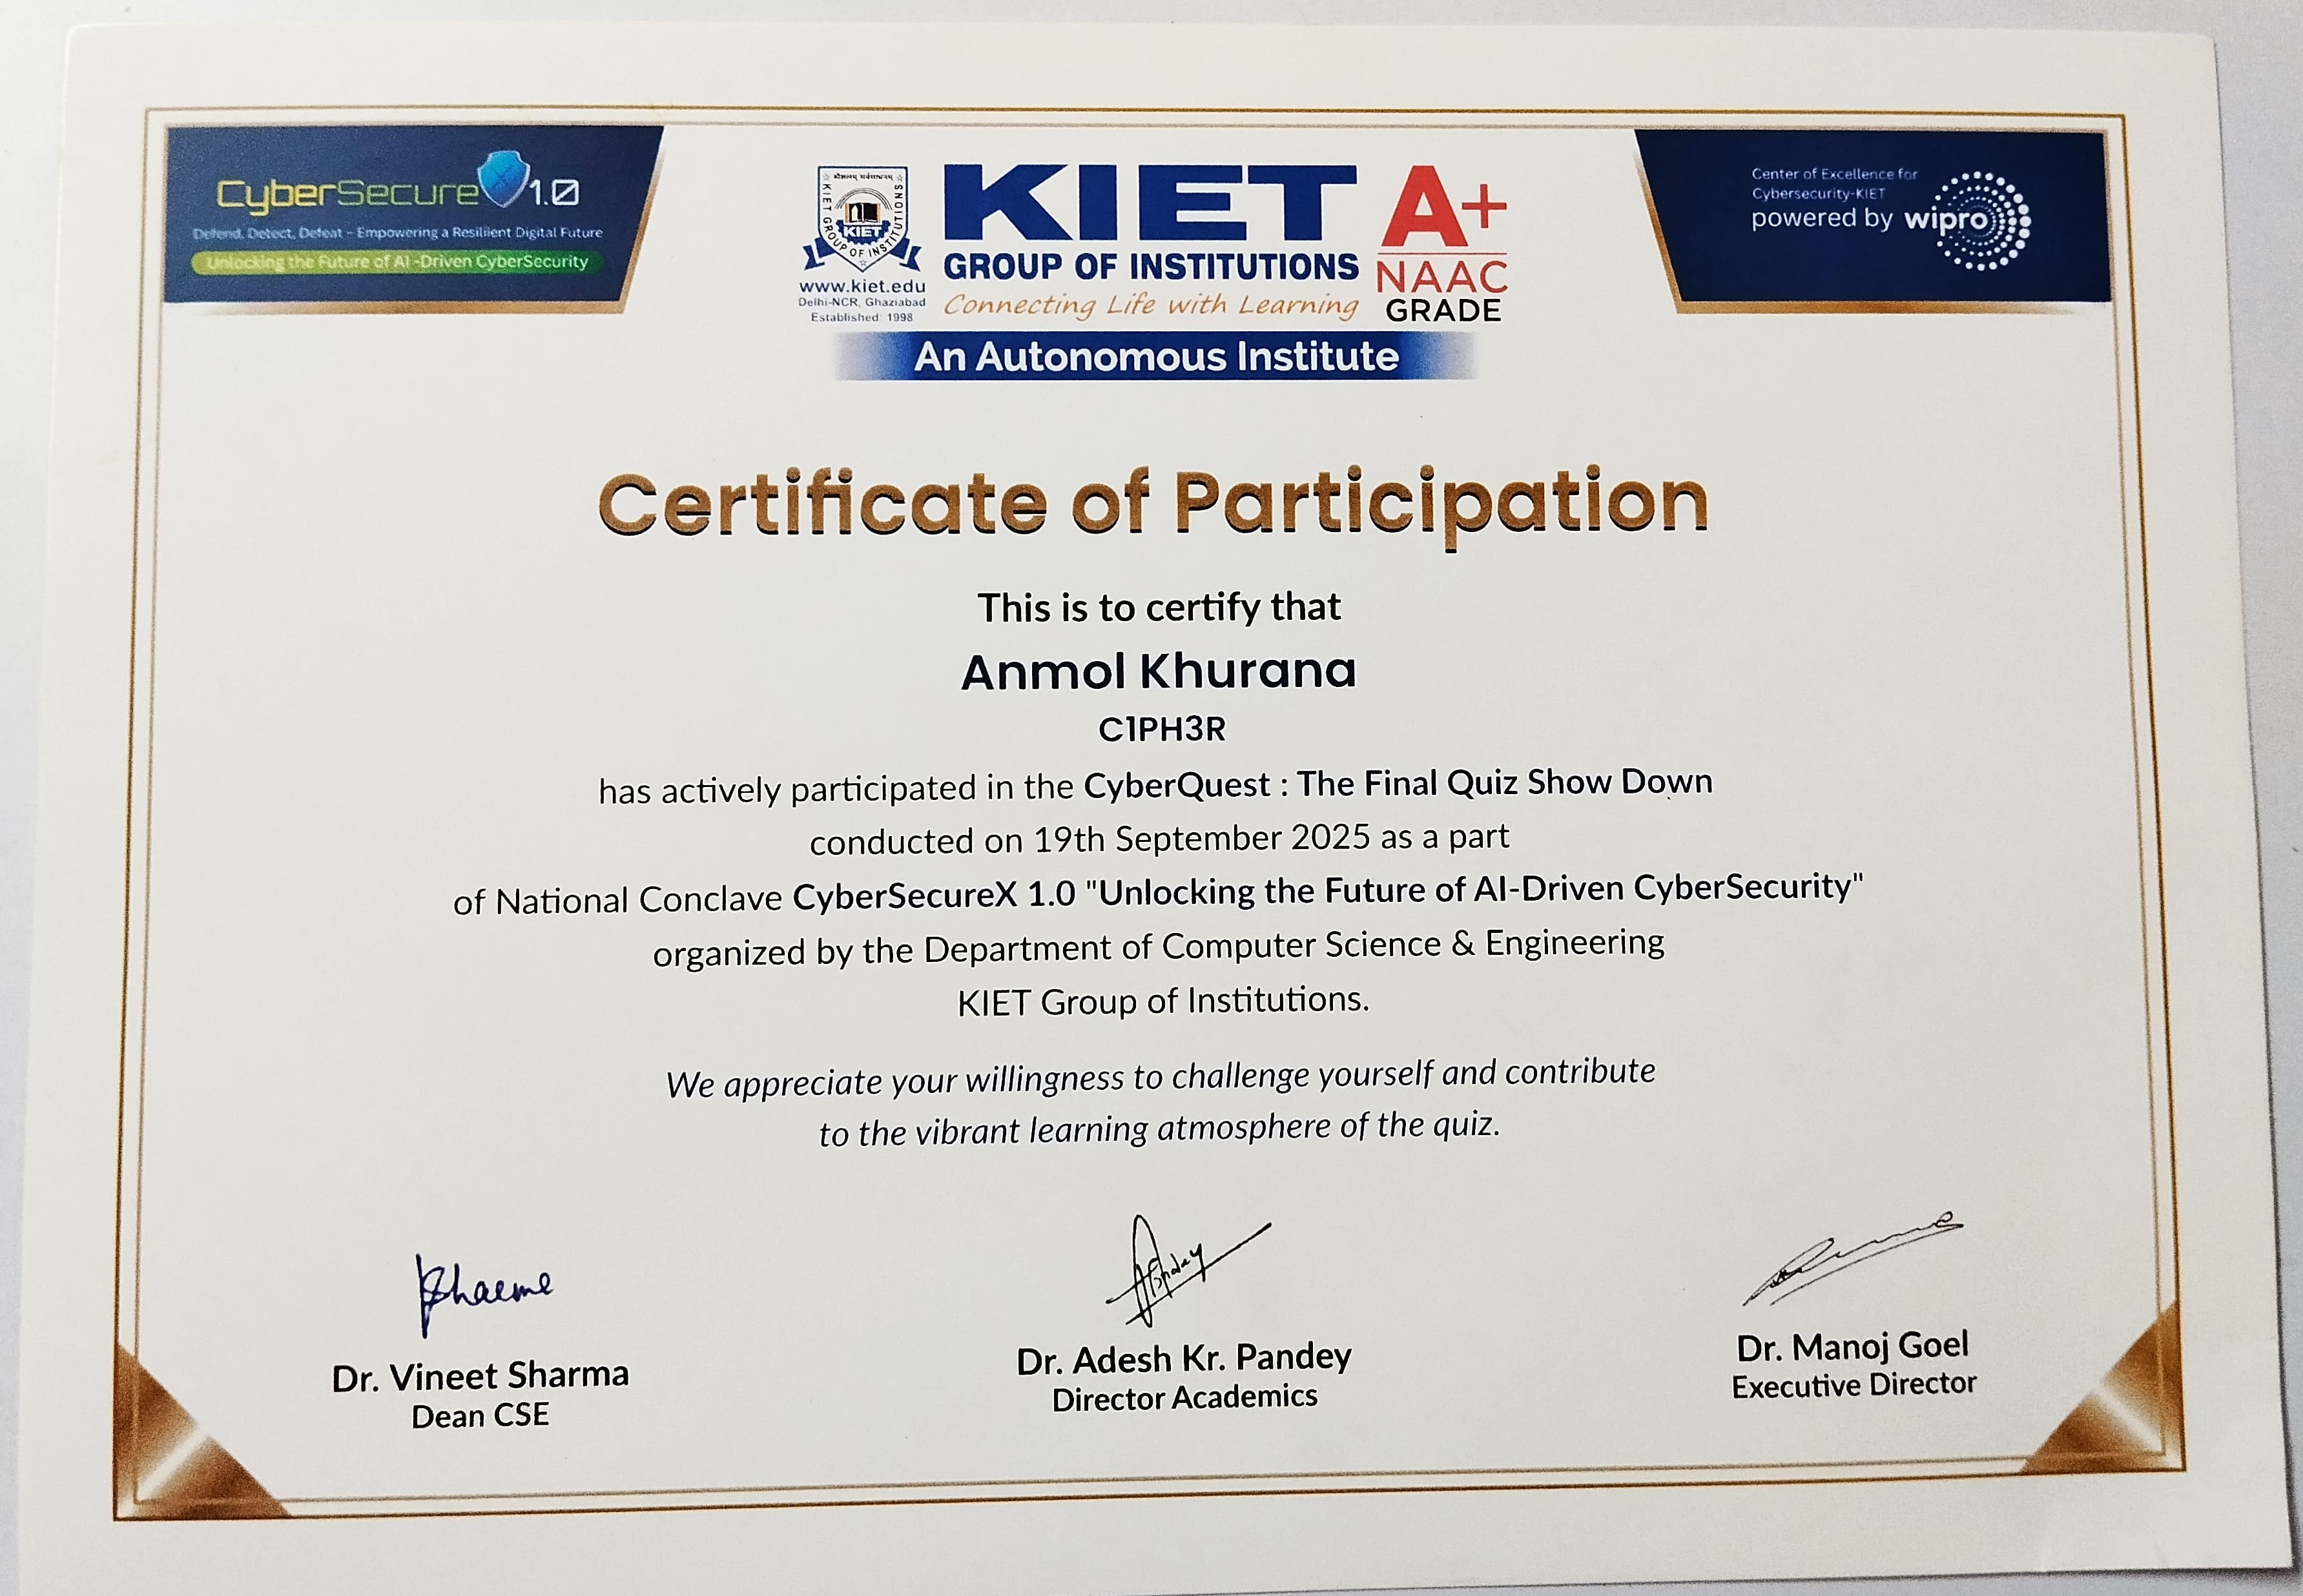 CyberSecure 1.0
Defend, Detect, Defeat – Empowering a Resilient Digital Future
Unlocking the Future of AI -Driven CyberSecurity
KIET GROUP OF INSTITUTIONS
KIET
www.kiet.edu
Delhi-NCR, Ghaziabad
Established: 1998
KIET
GROUP OF INSTITUTIONS
Connecting Life with Learning
A+
NAAC
GRADE
An Autonomous Institute
Center of Excellence for
Cybersecurity-KIET
powered by wipro
Certificate of Participation
This is to certify that
Anmol Khurana
C1PH3R
has actively participated in the CyberQuest : The Final Quiz Show Down
conducted on 19th September 2025 as a part
of National Conclave CyberSecureX 1.0 "Unlocking the Future of AI-Driven CyberSecurity"
organized by the Department of Computer Science & Engineering
KIET Group of Institutions.
We appreciate your willingness to challenge yourself and contribute
to the vibrant learning atmosphere of the quiz.
Dr. Vineet Sharma
Dean CSE
Dr. Adesh Kr. Pandey
Director Academics
Dr. Manoj Goel
Executive Director